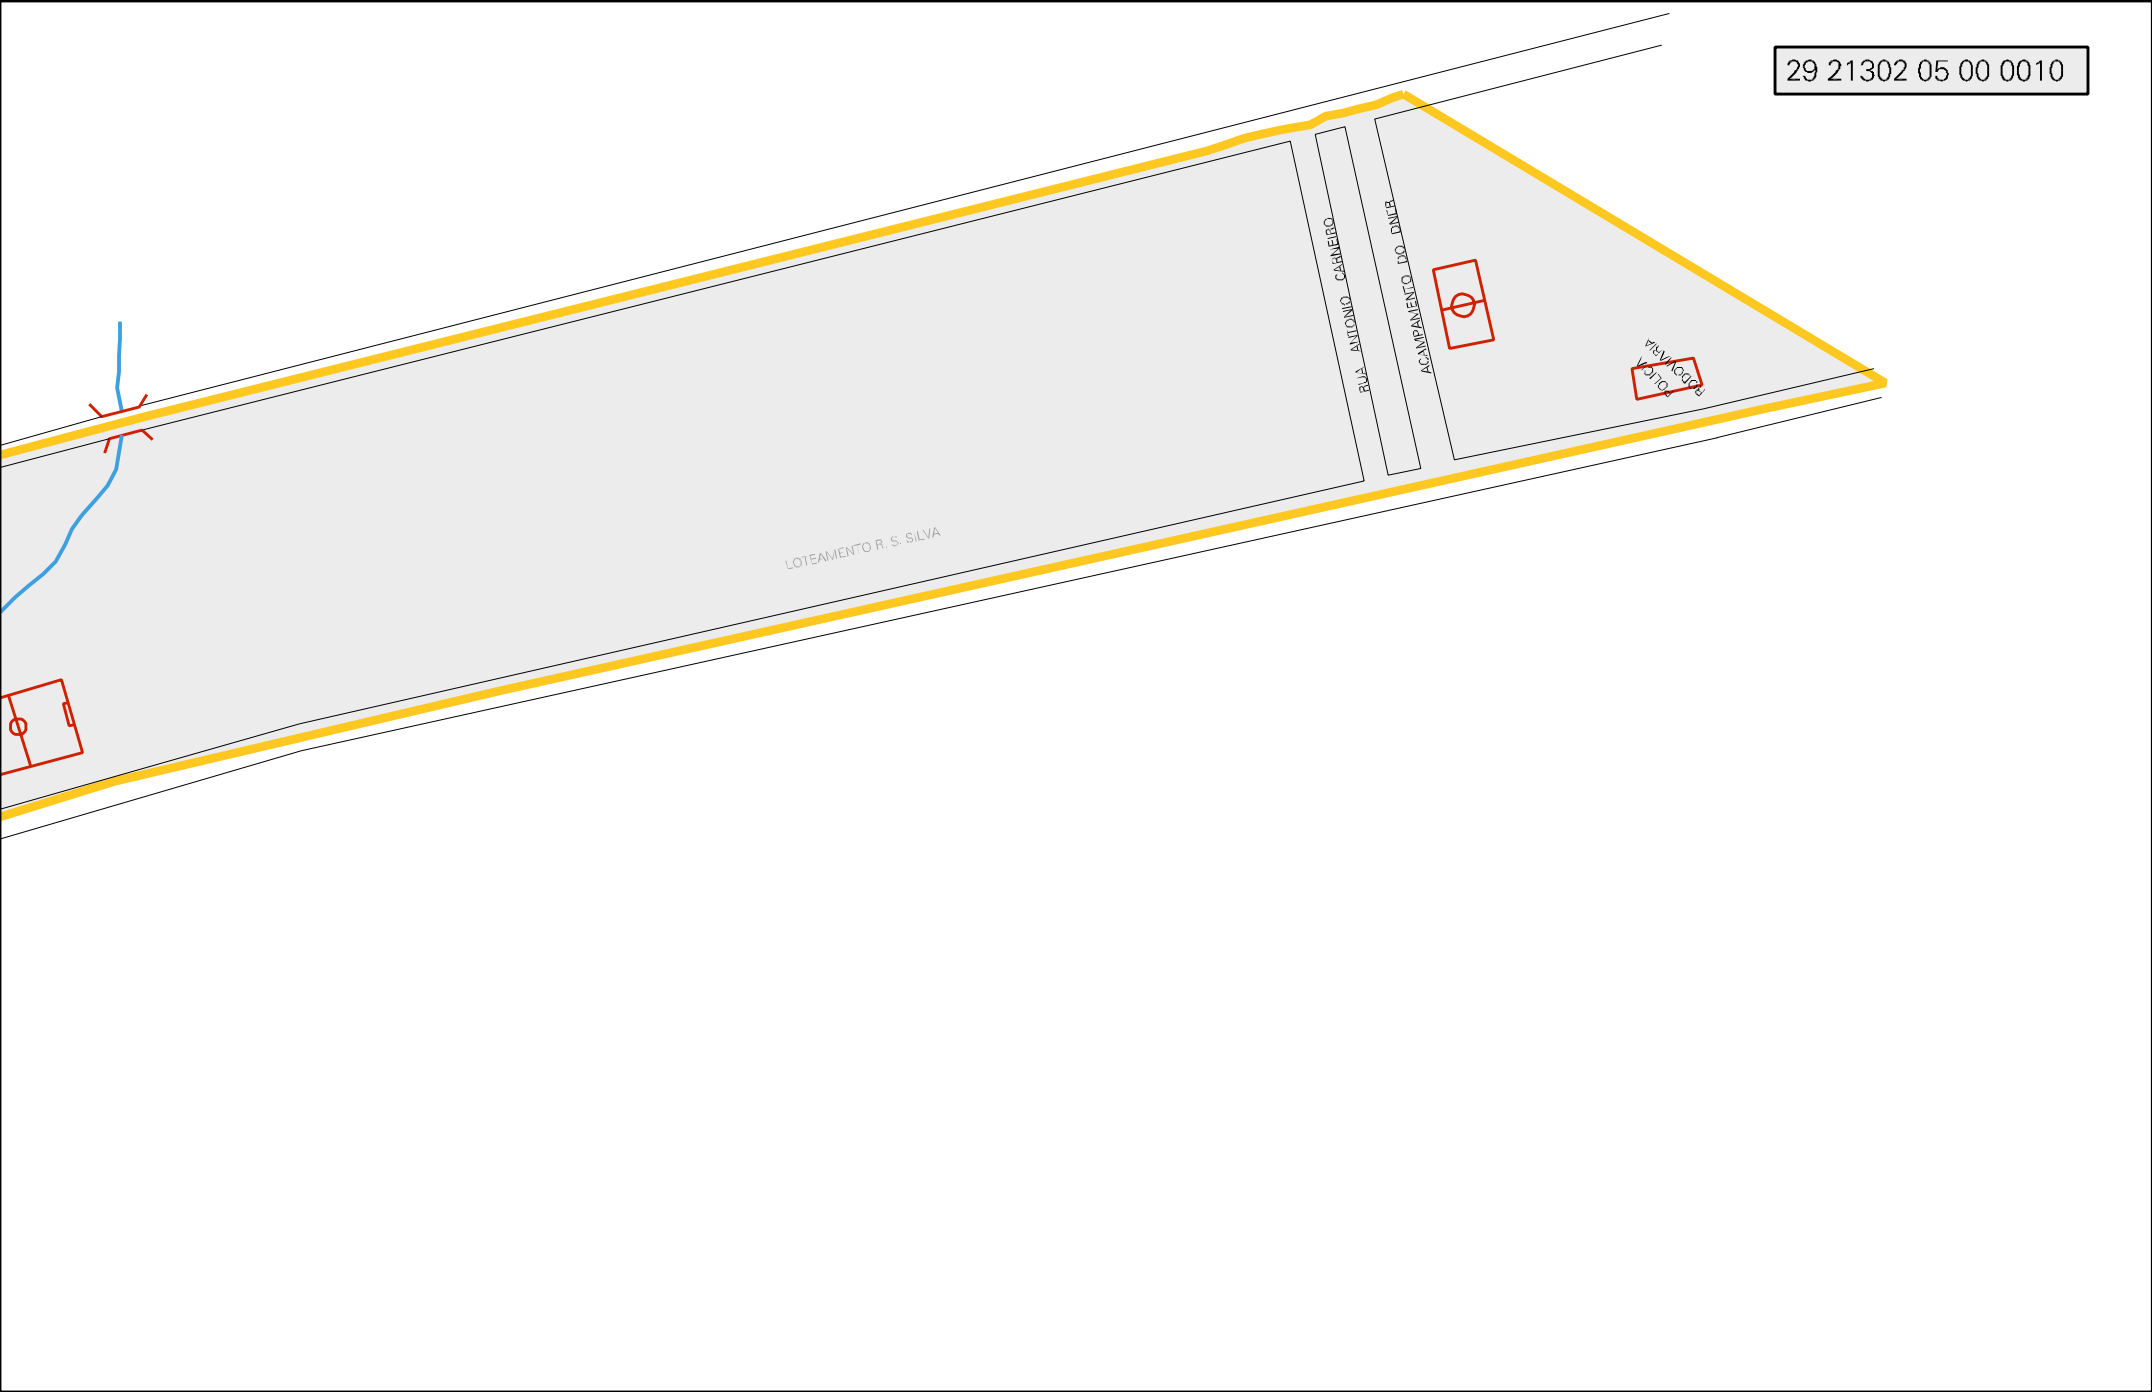 29 21302 05 00 0010
RUA ANTONIO CARNEIRO
ACAMPAMENTO DO DNER
POLICIA
RODOVIARIA
LOTEAMENTO R. S. SILVA